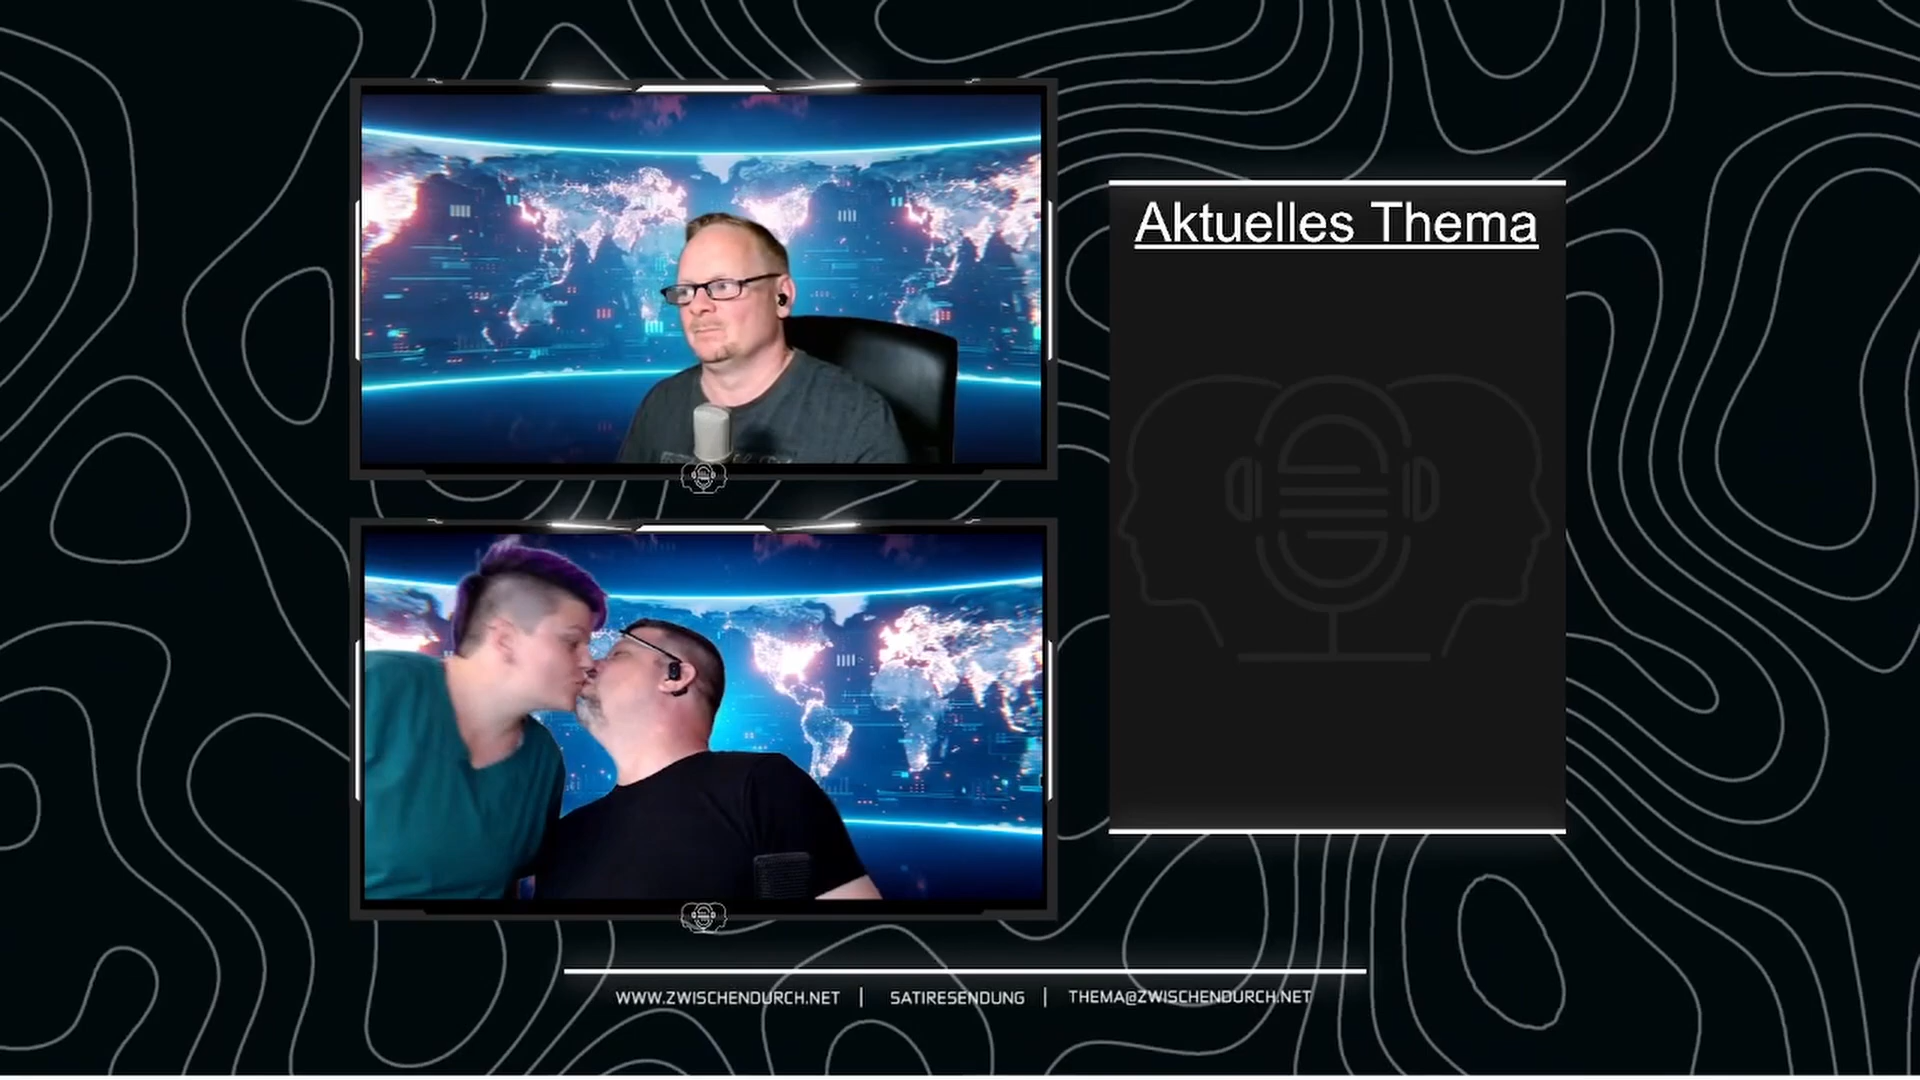 Aktuelles Thema
WWW.ZWISCHENDURCH.NET | SATIRESENDUNG | THEMA@ZWISCHENDURCH.NET